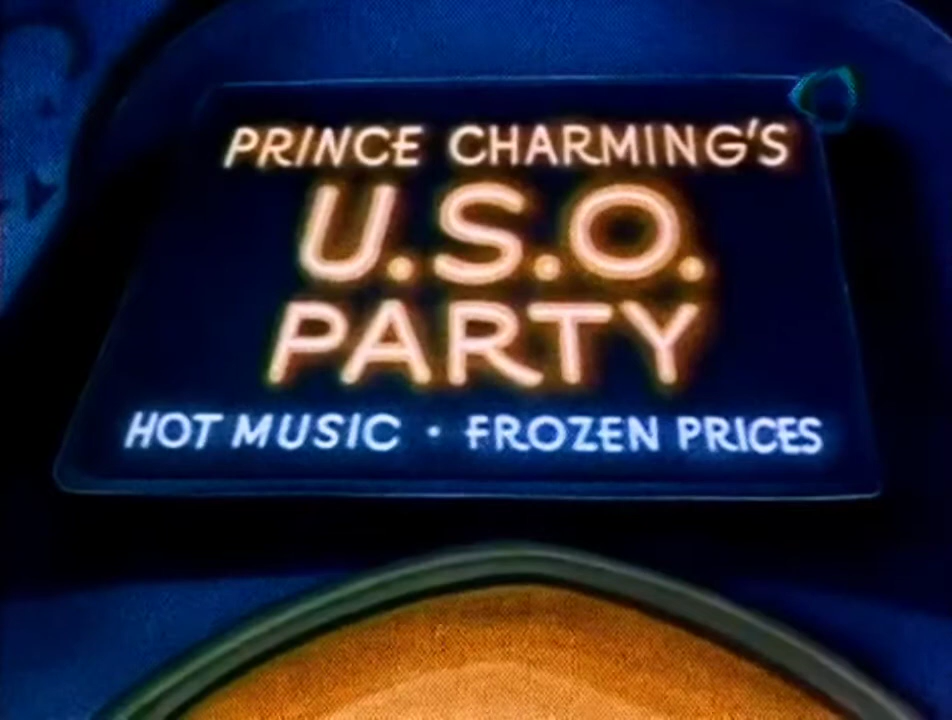 PRINCE CHARMING'S
U.S.O.
PARTY
HOT MUSIC · FROZEN PRICES